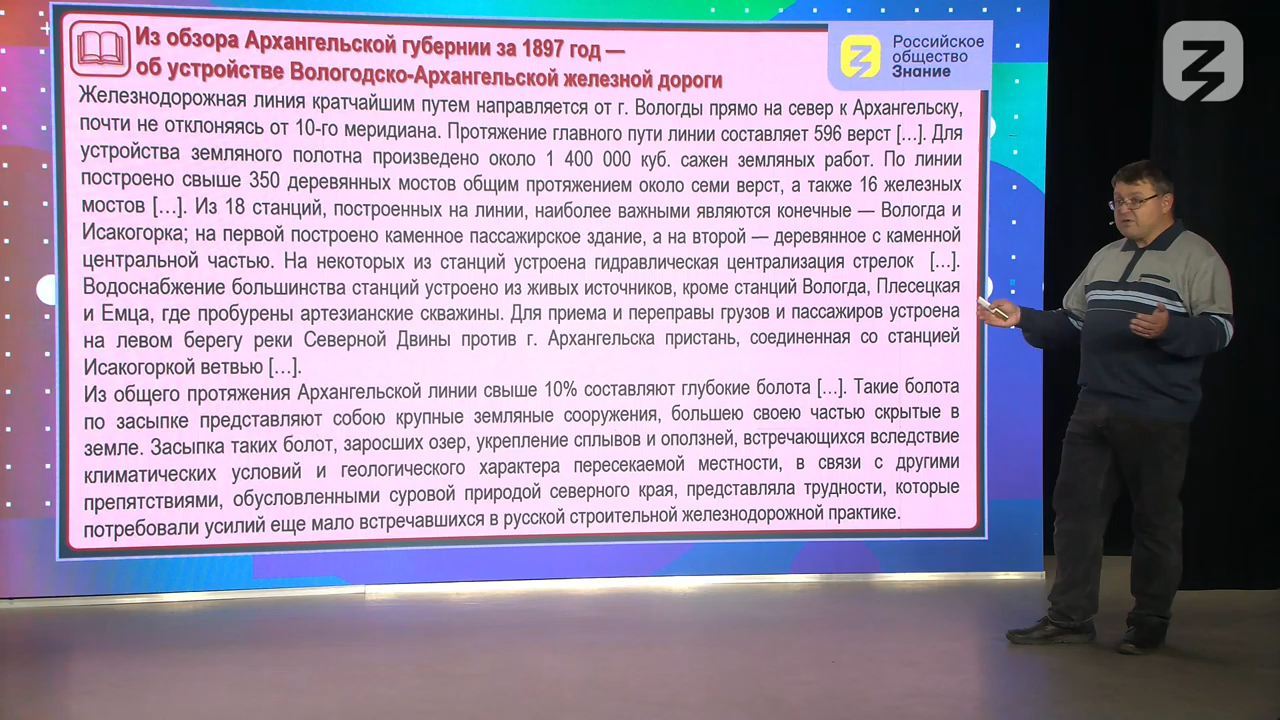 Из обзора Архангельской губернии за 1897 год —
об устройстве Вологодско-Архангельской железной дороги
Российское
общество
Знание
Железнодорожная линия кратчайшим путем направляется от г. Вологды прямо на север к Архангельску,
почти не отклоняясь от 10-го меридиана. Протяжение главного пути линии составляет 596 верст […]. Для
устройства земляного полотна произведено около 1 400 000 куб. сажен земляных работ. По линии
построено свыше 350 деревянных мостов общим протяжением около семи верст, а также 16 железных
мостов […]. Из 18 станций, построенных на линии, наиболее важными являются конечные — Вологда и
Исакогорка; на первой построено каменное пассажирское здание, а на второй — деревянное с каменной
центральной частью. На некоторых из станций устроена гидравлическая централизация стрелок […].
Водоснабжение большинства станций устроено из живых источников, кроме станций Вологда, Плесецкая
и Емца, где пробурены артезианские скважины. Для приема и переправы грузов и пассажиров устроена
на левом берегу реки Северной Двины против г. Архангельска пристань, соединенная со станцией
Исакогоркой ветвью […].
Из общего протяжения Архангельской линии свыше 10% составляют глубокие болота […]. Такие болота
по засыпке представляют собою крупные земляные сооружения, большею своею частью скрытые в
земле. Засыпка таких болот, заросших озер, укрепление сплывов и оползней, встречающихся вследствие
климатических условий и геологического характера пересекаемой местности, в связи с другими
препятствиями, обусловленными суровой природой северного края, представляла трудности, которые
потребовали усилий еще мало встречавшихся в русской строительной железнодорожной практике.